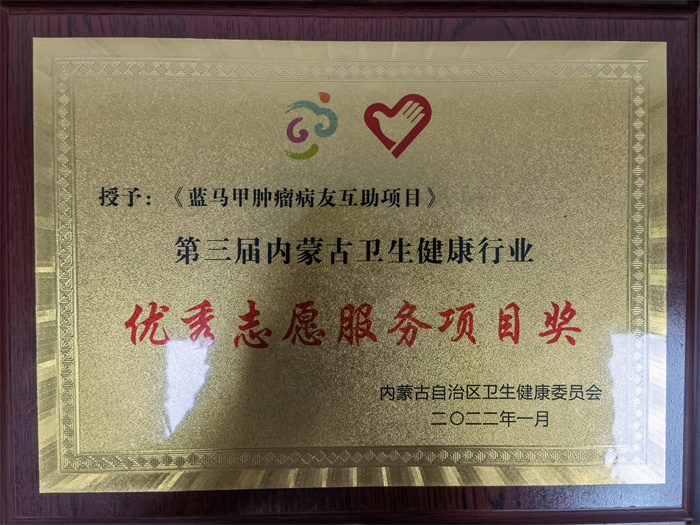 授予：《蓝马甲肿瘤病友互助项目》
第三届内蒙古卫生健康行业
优秀志愿服务项目奖
内蒙古自治区卫生健康委员会
二〇二二年一月